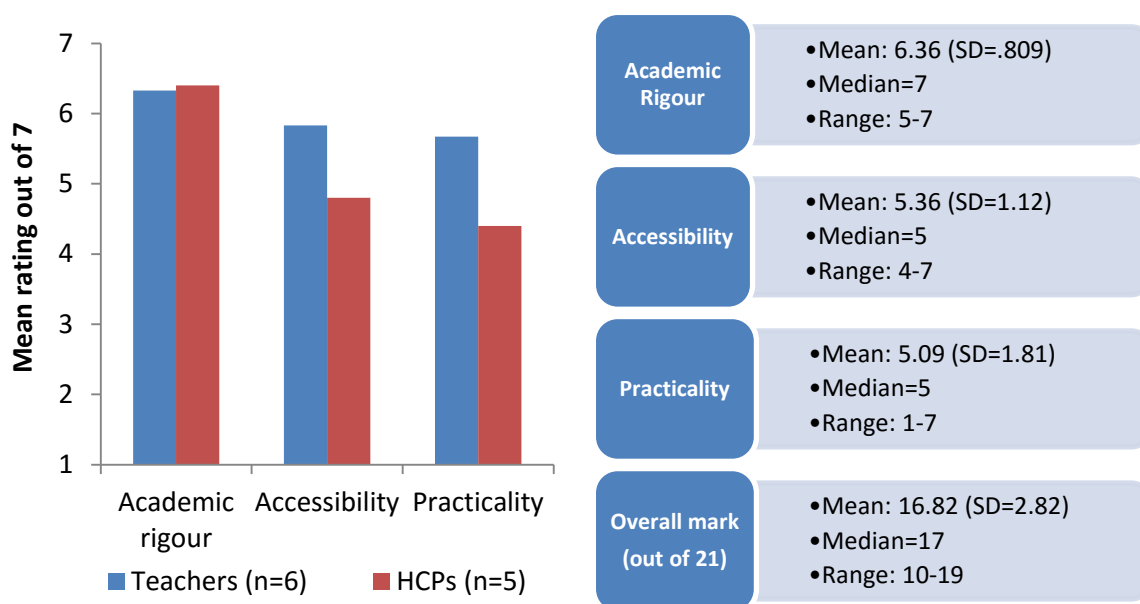 Mean rating out of 7
7
6
5
4
3
2
1
Academic
rigour
Accessibility
Practicality
Teachers (n=6)
HCPs (n=5)
Academic
Rigour
•Mean: 6.36 (SD=.809)
•Median=7
•Range: 5-7
Accessibility
•Mean: 5.36 (SD=1.12)
•Median=5
•Range: 4-7
Practicality
•Mean: 5.09 (SD=1.81)
•Median=5
•Range: 1-7
Overall mark
(out of 21)
•Mean: 16.82 (SD=2.82)
•Median=17
•Range: 10-19